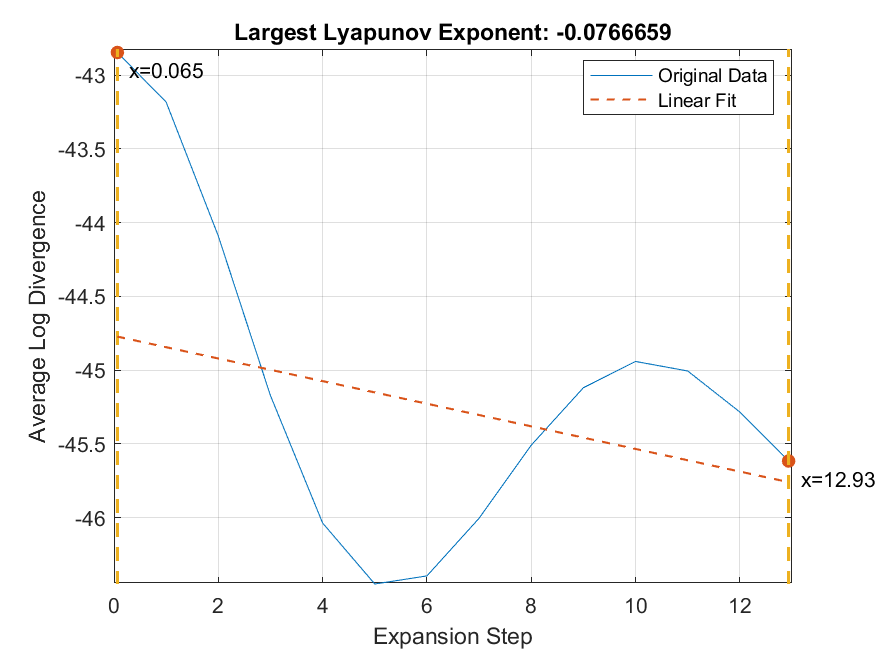 Largest Lyapunov Exponent: -0.0766659
Original Data
Linear Fit
x=0.065
x=12.93
-43
-43.5
-44
-44.5
-45
-45.5
-46
Average Log Divergence
0 2 4 6 8 10 12
Expansion Step